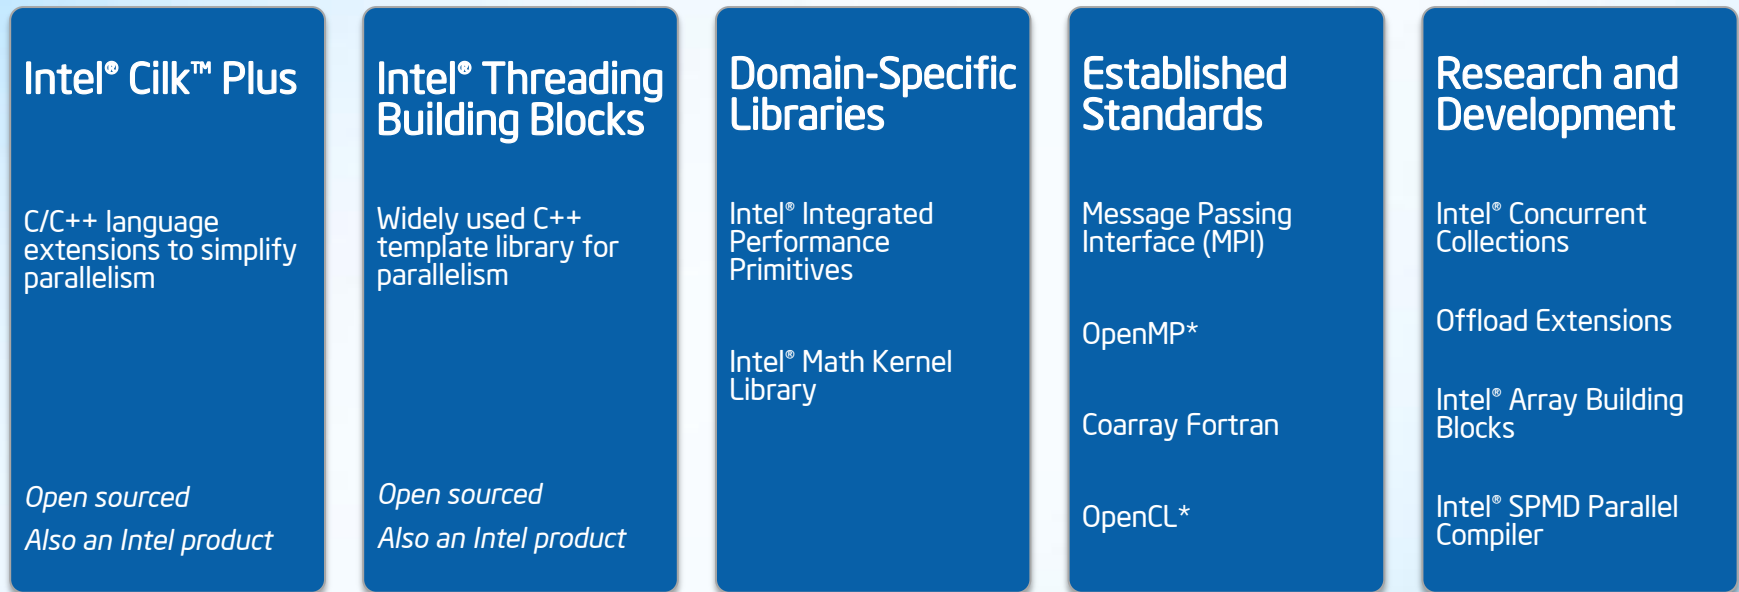 Intel® Cilk™ Plus
C/C++ language
extensions to simplify
parallelism
Open sourced
Also an Intel product
Intel® Threading
Building Blocks
Widely used C++
template library for
parallelism
Open sourced
Also an Intel product
Domain-Specific
Libraries
Intel® Integrated
Performance
Primitives
Intel® Math Kernel
Library
Established
Standards
Message Passing
Interface (MPI)
OpenMP*
Coarray Fortran
OpenCL*
Research and
Development
Intel® Concurrent
Collections
Offload Extensions
Intel® Array Building
Blocks
Intel® SPMD Parallel
Compiler